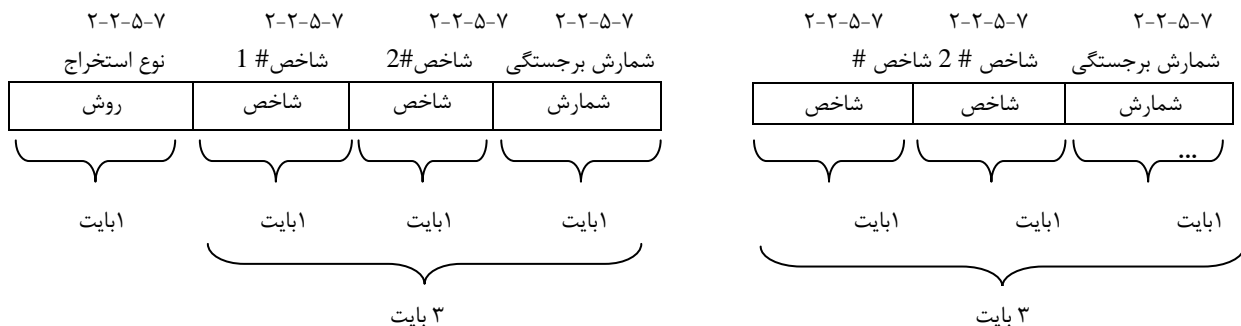 ۲-۲-۵-۷ ۲-۲-۵-۷ ۲-۲-۵-۷ ۲-۲-۵-۷ ۲-۲-۵-۷ ۲-۲-۵-۷ ۲-۲-۵-۷
نوع استخراج شاخص# 1 شاخص#2 شمارش برجستگی شاخص # شاخص # 2 شمارش برجستگی
روش شاخص شاخص شمارش شاخص شاخص شمارش
...
۱بایت ۱بایت ۱بایت ۱بایت ۱بایت ۱بایت ۱بایت
۳ بایت ۳ بایت